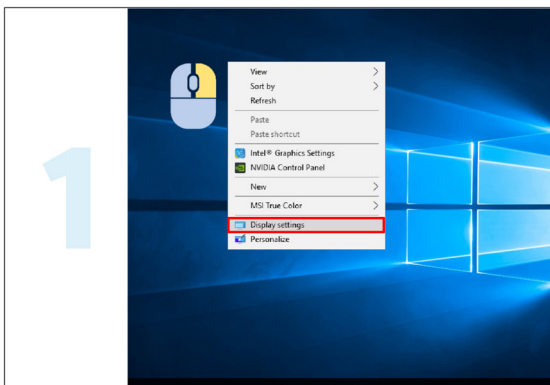 1
View
Sort by
Refresh
Paste
Paste shortcut
Intel® Graphics Settings
NVIDIA Control Panel
New
MSI True Color
Display settings
Personalize